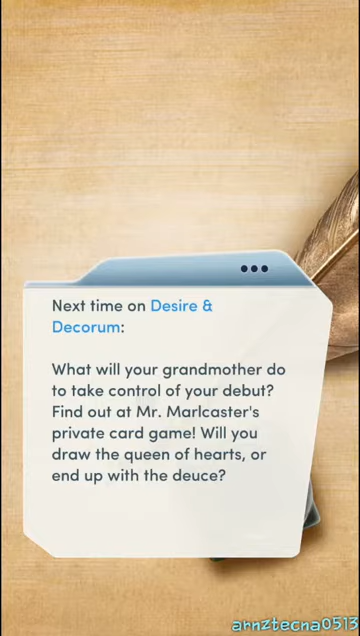 Next time on Desire &
Decorum:
What will your grandmother do
to take control of your debut?
Find out at Mr. Marlcaster's
private card game! Will you
draw the queen of hearts, or
end up with the deuce?
arnztecna0513